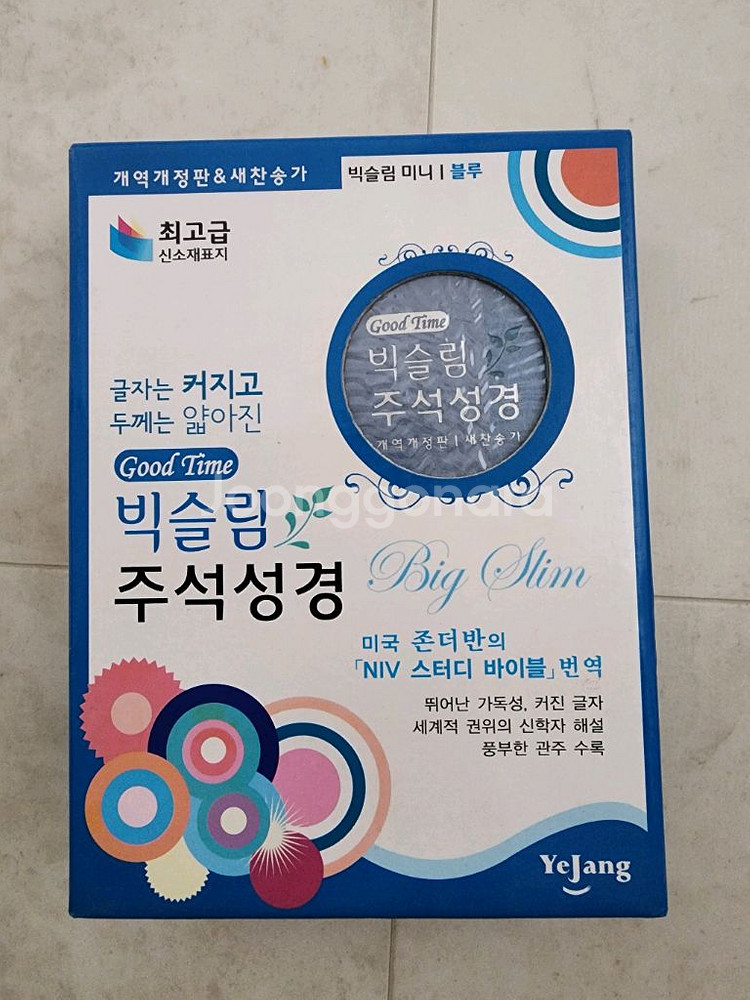 개역개정판&새찬송가
빅슬림 미니 | 블루
최고급
신소재표지
Good Time
빅슬림
주석성경
개역개정판 | 새찬송가
글자는 커지고
두께는 얇아진
Good Time
빅슬림
주석성경
Joonggonara
Big Slim
미국 존더반의
「NIV 스터디 바이블」번역
뛰어난 가독성, 커진 글자
세계적 권위의 신학자 해설
풍부한 관주 수록
YeJang